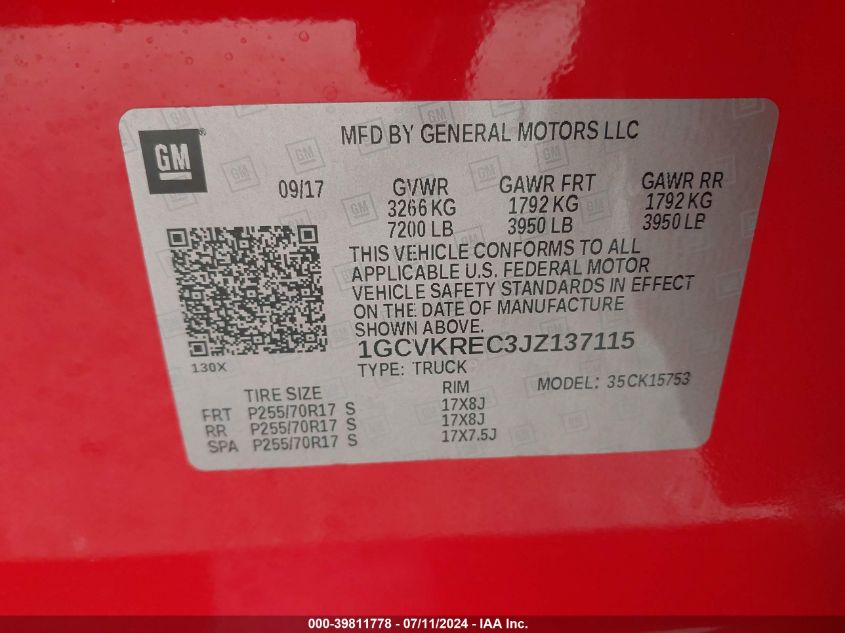 GM
MFD BY GENERAL MOTORS LLC
09/17
GVWR GAWR FRT GAWR RR
3266 KG 1792 KG 1792 KG
7200 LB 3950 LB 3950 LB
THIS VEHICLE CONFORMS TO ALL
APPLICABLE U.S. FEDERAL MOTOR
VEHICLE SAFETY STANDARDS IN EFFECT
ON THE DATE OF MANUFACTURE
SHOWN ABOVE.
1GCVKREC3JZ137115
130X
TYPE: TRUCK
MODEL: 35CK15753
TIRE SIZE RIM
FRT P255/70R17 S 17X8J
RR P255/70R17 S 17X8J
SPA P255/70R17 S 17X7.5J
000-39811778 - 07/11/2024 - IAA Inc.